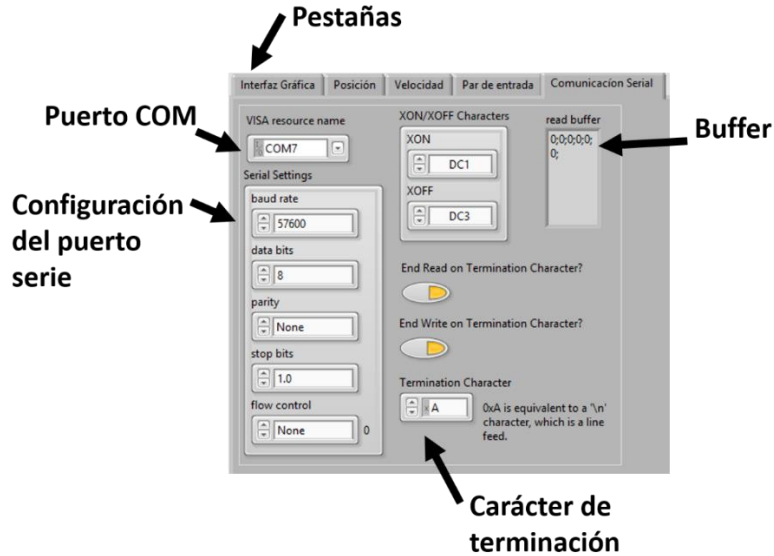 Pestañas
Interfaz Gráfica Posición Velocidad Par de entrada Comunicacíon Serial
Puerto COM
VISA resource name
COM7
XON/XOFF Characters
XON
DC1
XOFF
DC3
read buffer
0;0;0;0;0;
0;
Buffer
Configuración
del puerto
serie
Serial Settings
baud rate
57600
data bits
8
parity
None
stop bits
1.0
flow control
None 0
End Read on Termination Character?
End Write on Termination Character?
Termination Character
x A
0xA is equivalent to a '\n'
character, which is a line
feed.
Carácter de
terminación